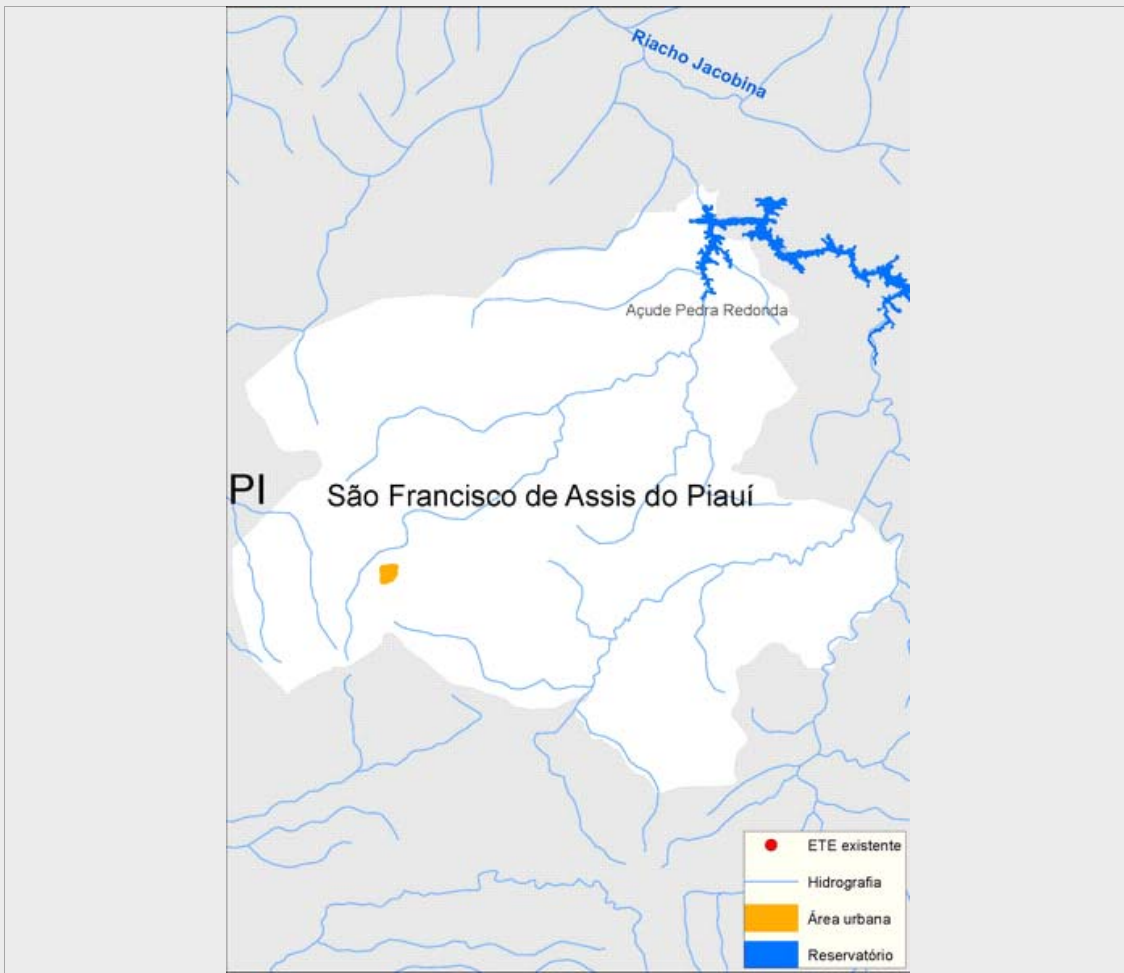 Riacho Jacobina
Açude Pedra Redonda
PI
São Francisco de Assis do Piauí
ETE existente
Hidrografia
Área urbana
Reservatório